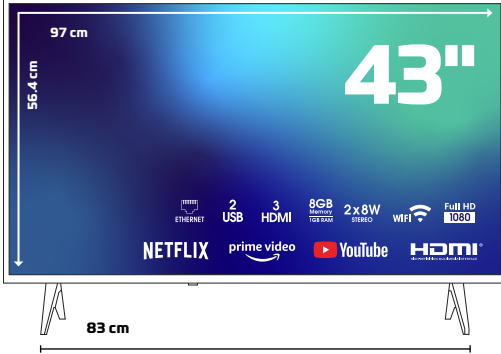 97 cm
56.4 cm
43"
ETHERNET
2
USB
3
HDMI
8GB
Memory
1GB RAM
2x8W
STEREO
WIFI
Full HD
1080
NETFLIX
prime video
YouTube
HDMI
83 cm